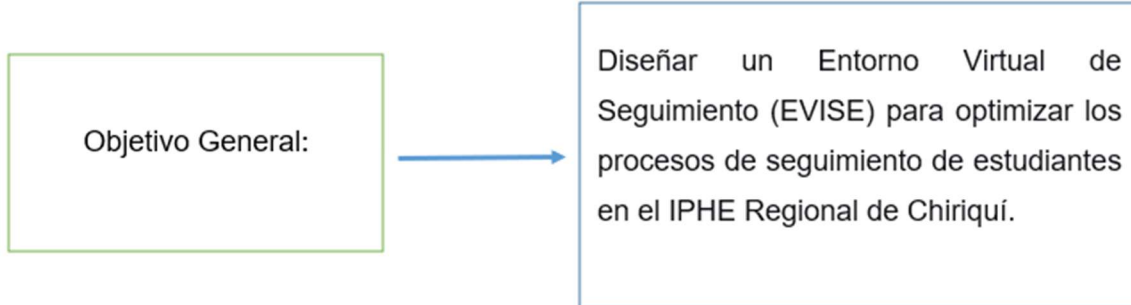 Objetivo General:
Diseñar un Entorno Virtual de
Seguimiento (EVISE) para optimizar los
procesos de seguimiento de estudiantes
en el IPHE Regional de Chiriquí.